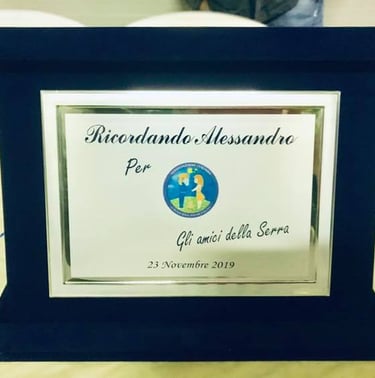 Ricordando Alessandro
Per
Gli amici della Serra
23 Novembre 2019